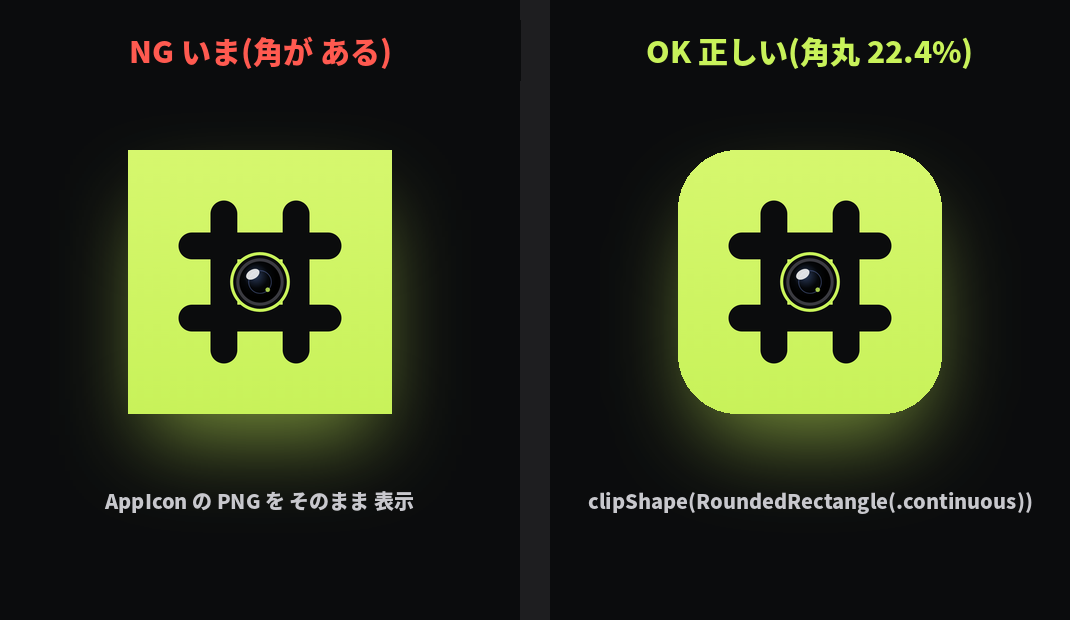 NG いま(角が ある)
OK 正しい(角丸 22.4%)
AppIcon の PNG を そのまま 表示
clipShape(RoundedRectangle(.continuous))